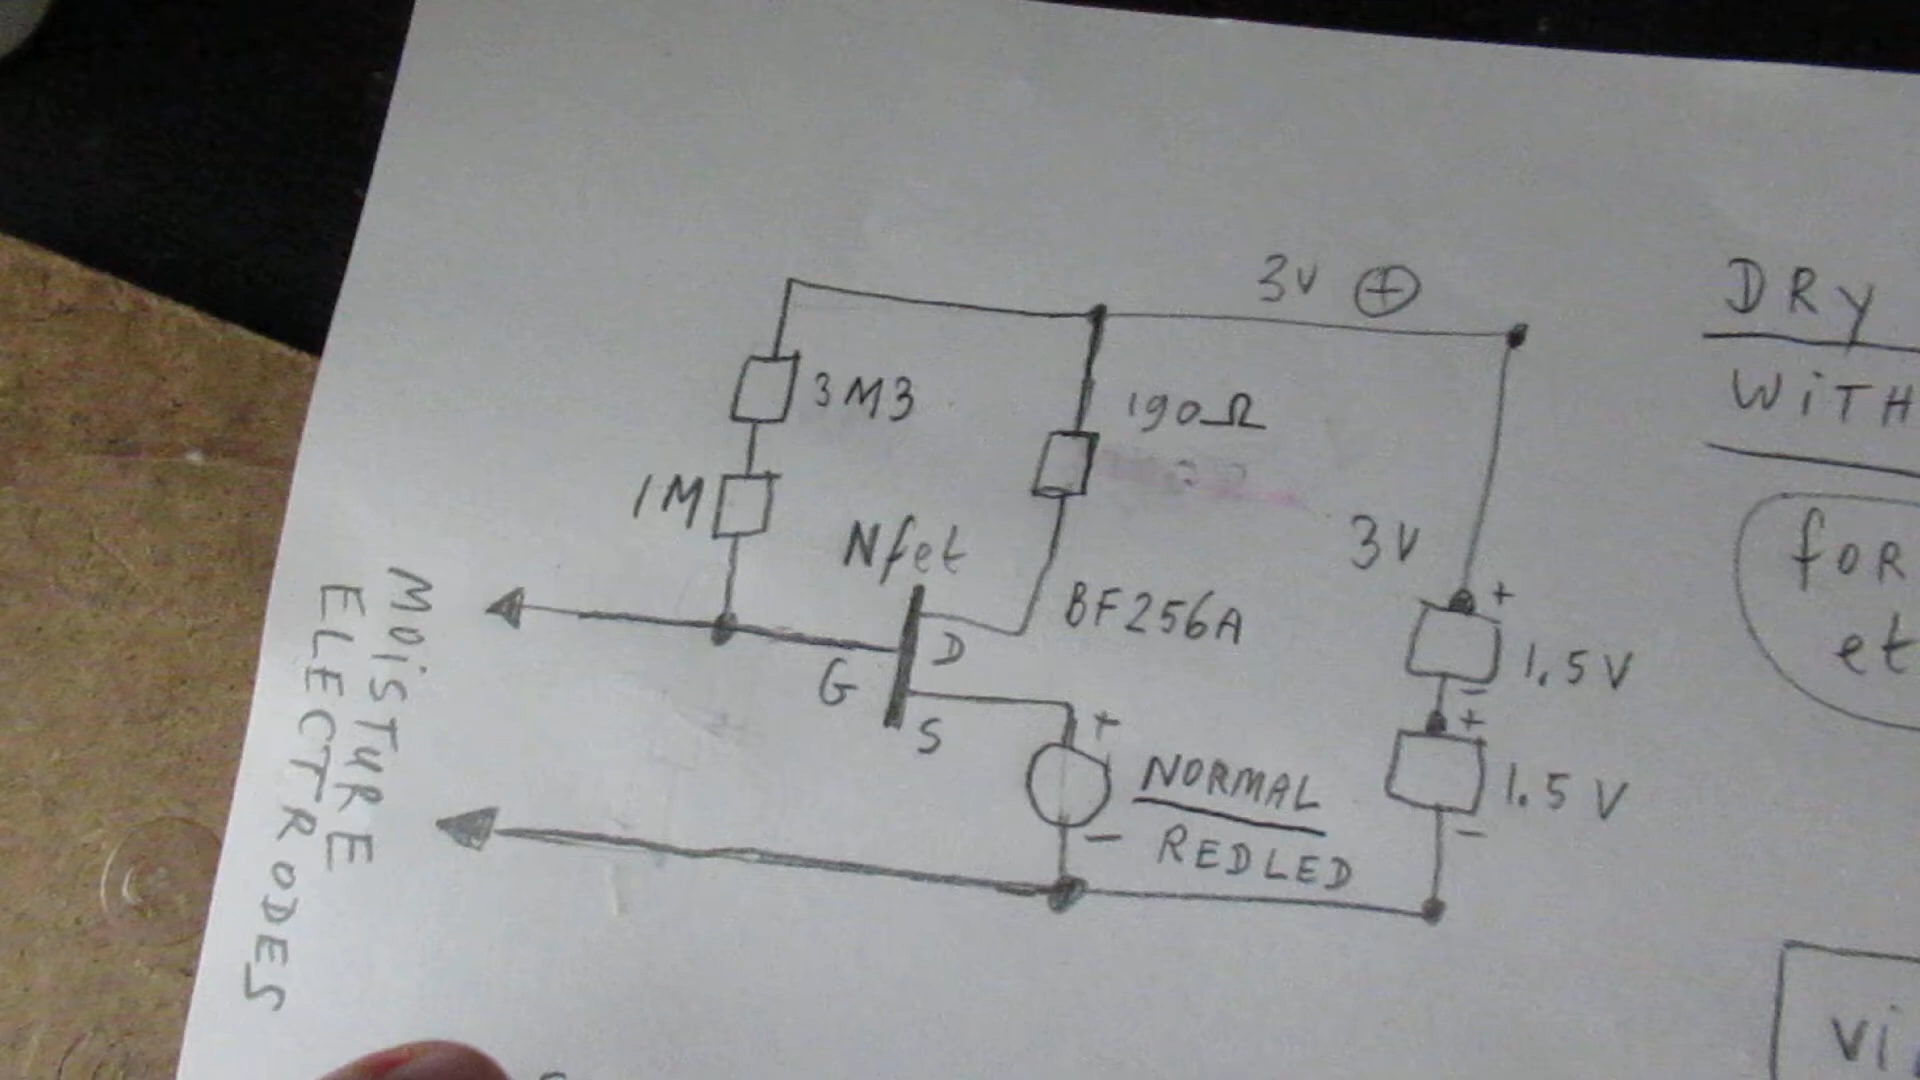 3V ⊕
3M3
190Ω
1M
Nfet
3V
BF256A
G
D
S
+
-
+
-
+
-
1.5V
1.5V
NORMAL
REDLED
MOiSTURE
ELECTRODES
DRY
WiTH
foR
et
Vi